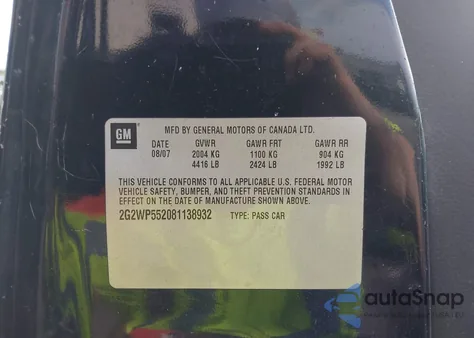 GM
MFD BY GENERAL MOTORS OF CANADA LTD.
DATE GVWR GAWR FRT GAWR RR
08/07 2004 KG 1100 KG 904 KG
4416 LB 2424 LB 1992 LB
THIS VEHICLE CONFORMS TO ALL APPLICABLE U.S. FEDERAL MOTOR
VEHICLE SAFETY, BUMPER, AND THEFT PREVENTION STANDARDS IN
EFFECT ON THE DATE OF MANUFACTURE SHOWN ABOVE.
2G2WP552081138932 TYPE: PASS CAR
autoSnap